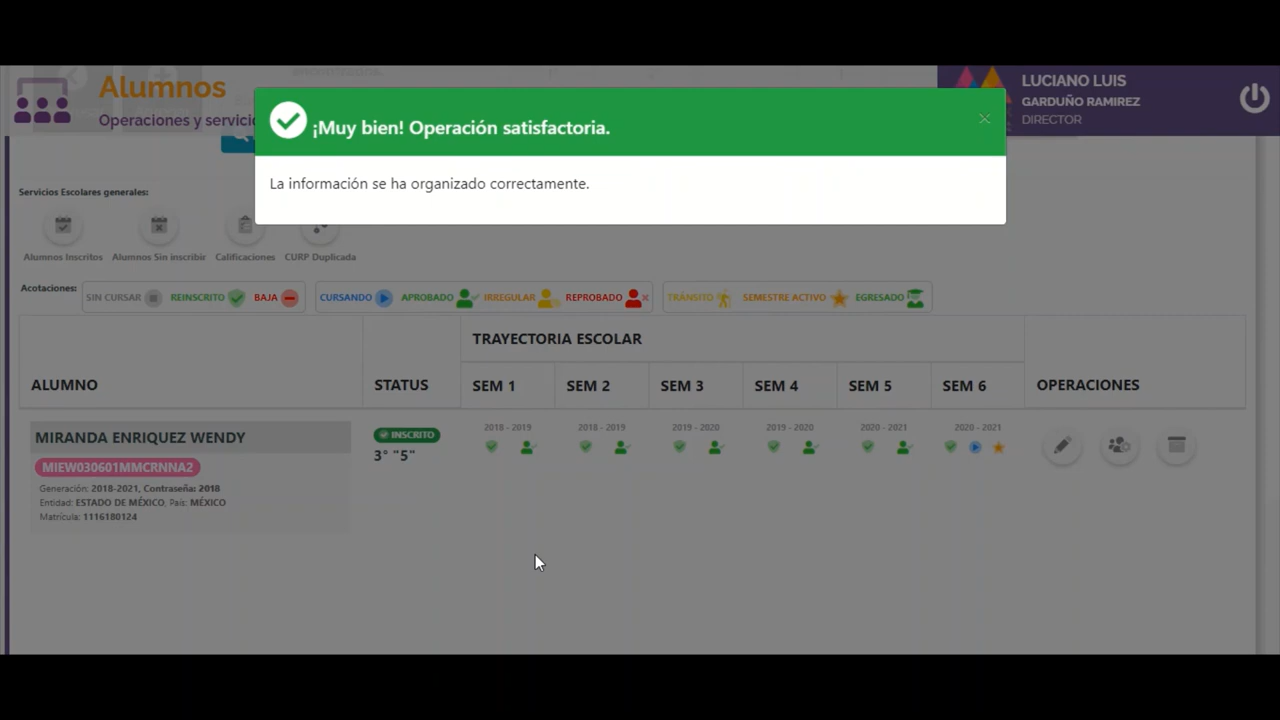 Alumnos
Operaciones y servicio
LUCIANO LUIS
GARDUÑO RAMIREZ
DIRECTOR
¡Muy bien! Operación satisfactoria.
×
La información se ha organizado correctamente.
Servicios Escolares generales:
Alumnos Inscritos
Alumnos Sin inscribir
Calificaciones
CURP Duplicada
Acotaciones:
SIN CURSAR
REINSCRITO
BAJA
CURSANDO
APROBADO
IRREGULAR
REPROBADO
TRÁNSITO
SEMESTRE ACTIVO
EGRESADO
ALUMNO
STATUS
TRAYECTORIA ESCOLAR
SEM 1
SEM 2
SEM 3
SEM 4
SEM 5
SEM 6
OPERACIONES
MIRANDA ENRIQUEZ WENDY
MIEW030601MMCRNNA2
Generación: 2018-2021, Contraseña: 2018
Entidad: ESTADO DE MÉXICO, País: MÉXICO
Matrícula: 1116180124
INSCRITO
3° "5"
2018 - 2019
2018 - 2019
2019 - 2020
2019 - 2020
2020 - 2021
2020 - 2021